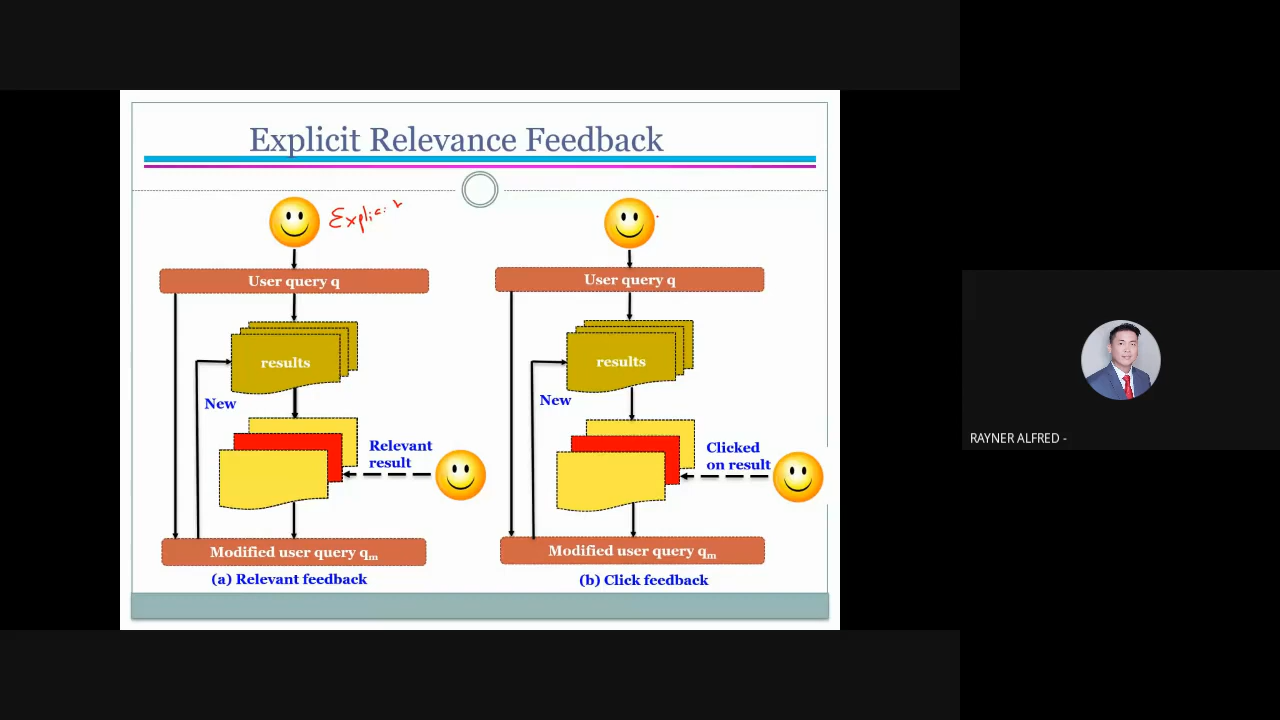 Explicit Relevance Feedback
Explicit
User query q
results
New
Relevant
result
Modified user query qm
(a) Relevant feedback
User query q
results
New
Clicked
on result
Modified user query qm
(b) Click feedback
RAYNER ALFRED -